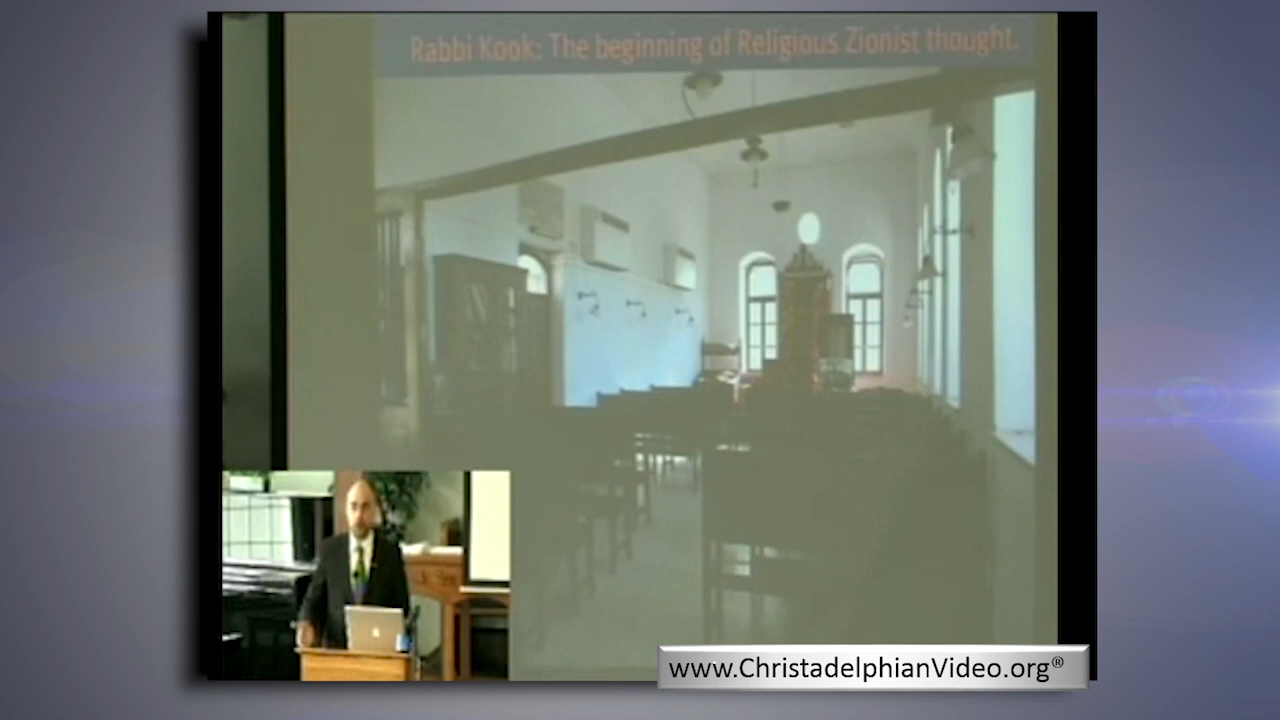 Rabbi Kook: The beginning of Religious Zionist thought.
www.ChristadelphianVideo.org®